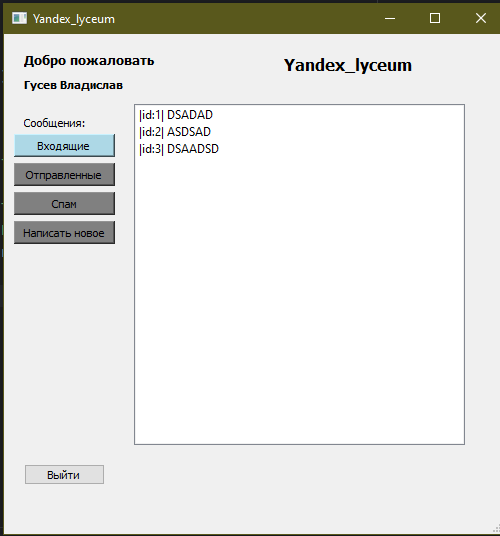 Yandex_lyceum
Добро пожаловать
Yandex_lyceum
Гусев Владислав
Сообщения:
Входящие
Отправленные
Спам
Написать новое
|id:1| DSADAD
|id:2| ASDSAD
|id:3| DSAADSD
Выйти